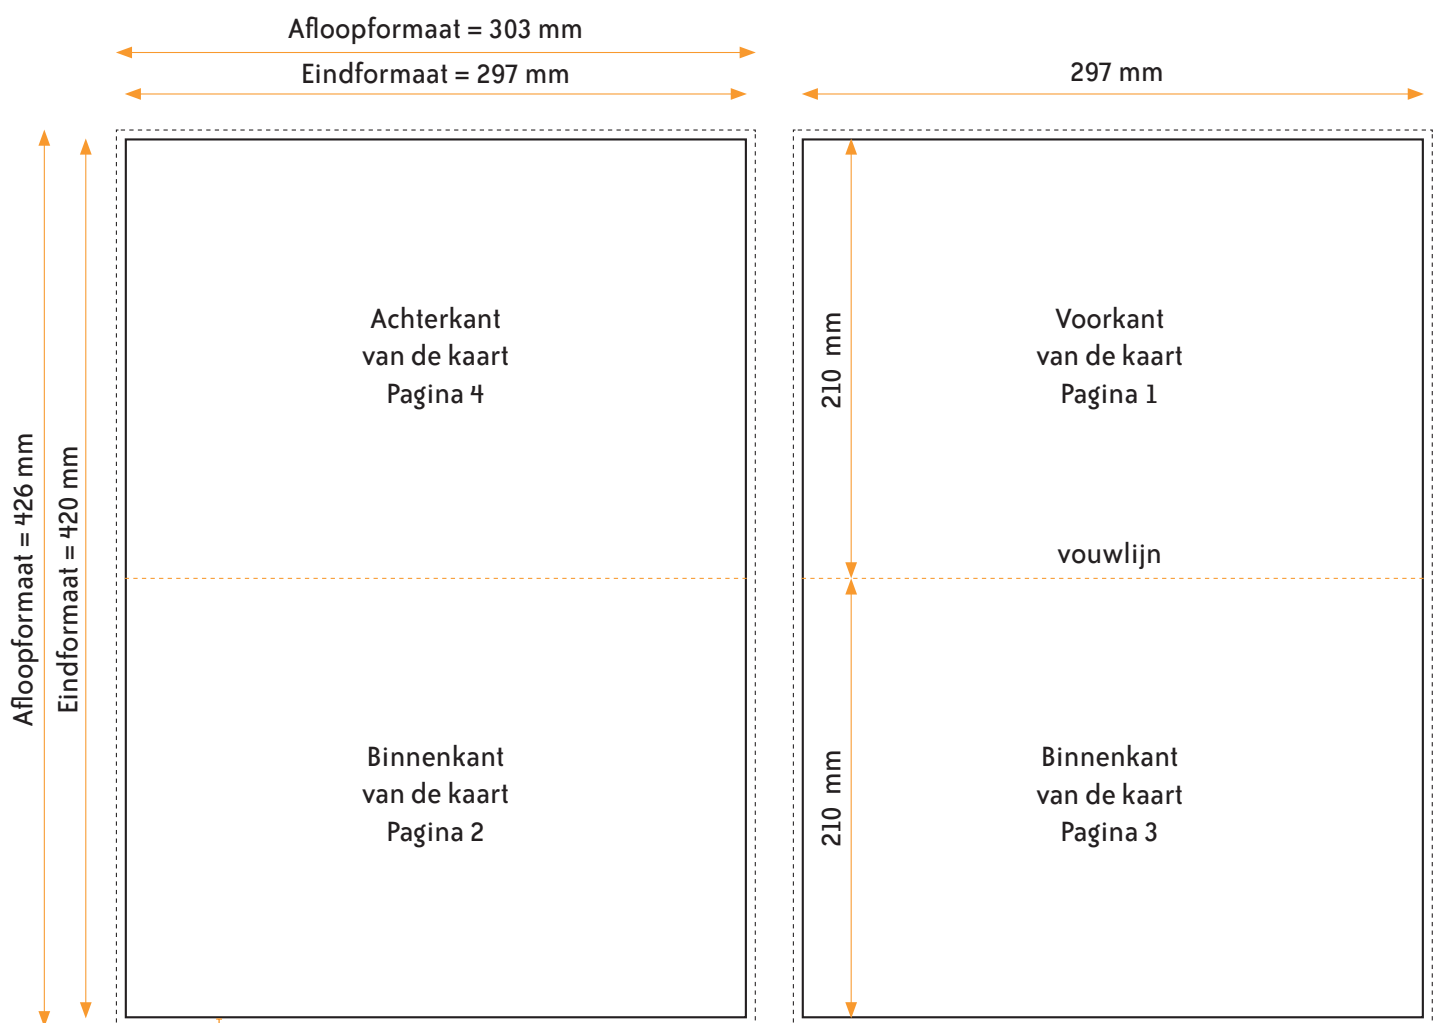 Afloopformaat = 303 mm
Eindformaat = 297 mm
297 mm
Afloopformaat = 426 mm
Eindformaat = 420 mm
Achterkant
van de kaart
Pagina 4
210 mm
Voorkant
van de kaart
Pagina 1
vouwlijn
Binnenkant
van de kaart
Pagina 2
210 mm
Binnenkant
van de kaart
Pagina 3